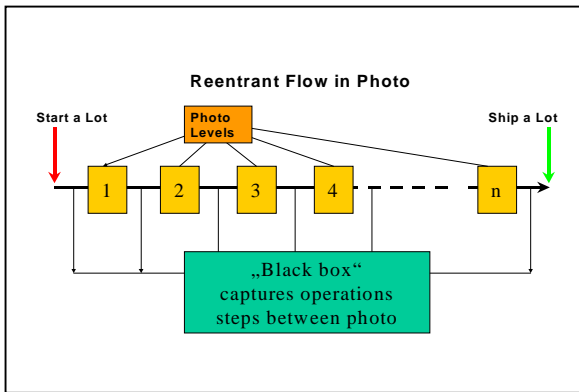 Reentrant Flow in Photo
Start a Lot
Photo
Levels
Ship a Lot
1
2
3
4
n
„Black box“
captures operations
steps between photo